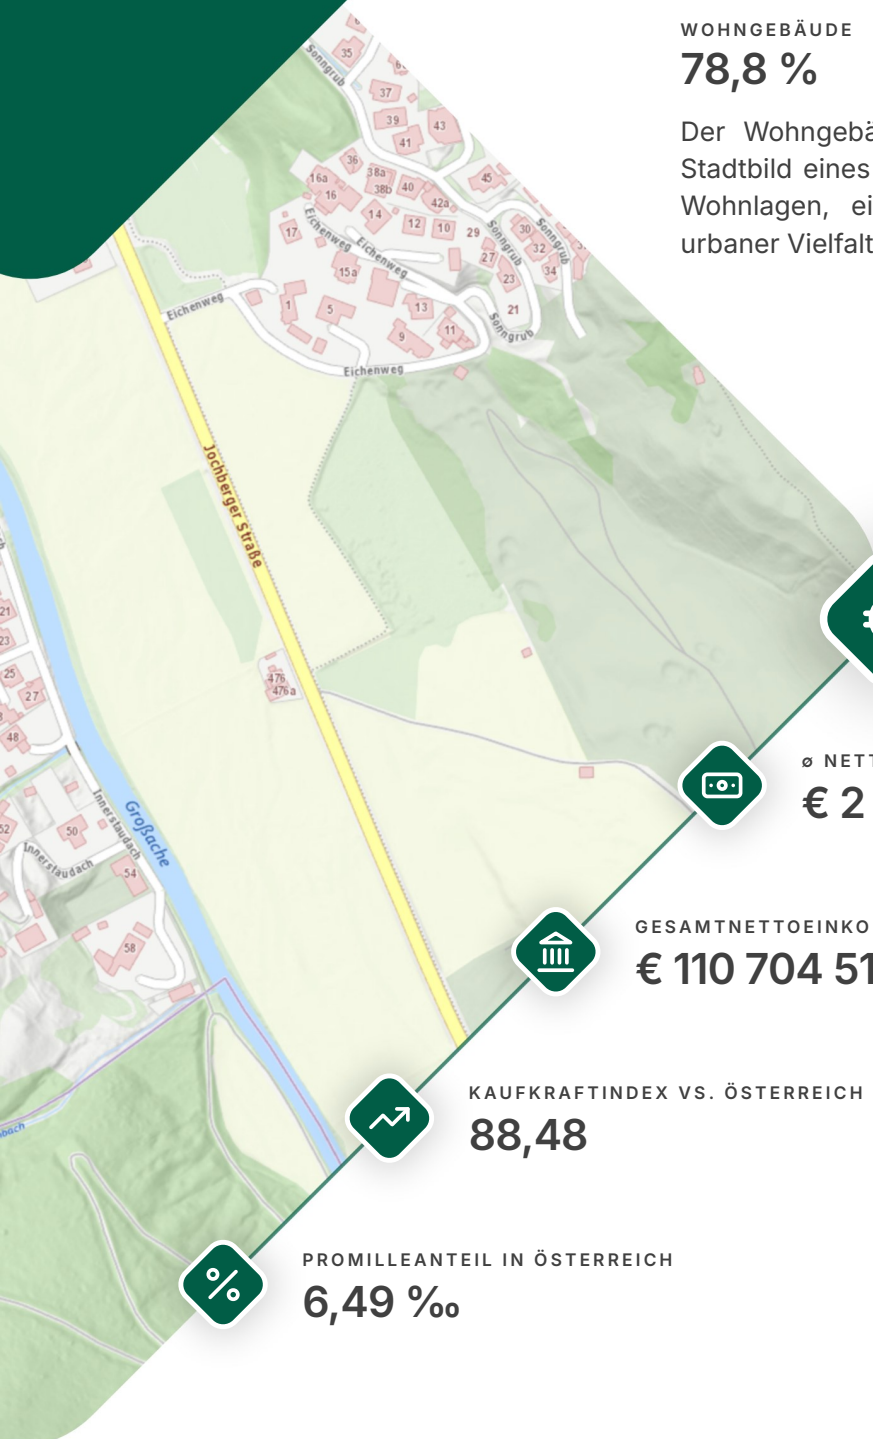 WOHNGEBÄUDE
78,8 %
Der Wohngebä
Stadtbild eines
Wohnlagen, ei
urbaner Vielfalt
Sonngrub
35
37
39
41
43
36
16a
16
38a
38b
40
45
42a
14
12
10
29
17
Eichenweg
Eichenweg
Sonngrub
Sonngrub
30
32
34
27
23
15a
21
Eichenweg
1
5
13
11
9
Sonngrub
Eichenweg
Jochberger Straße
21
23
25
27
48
476
476a
52
50
54
58
Innerstaudach
Innerstaudach
Großache
bach
ø NETT
€ 2
GESAMTNETTOEINKO
€ 110 704 51
KAUFKRAFTINDEX VS. ÖSTERREICH
88,48
PROMILLEANTEIL IN ÖSTERREICH
6,49 ‰